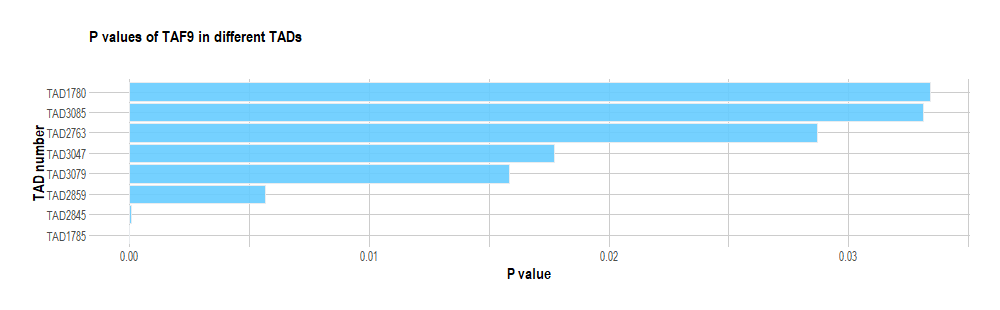 P values of TAF9 in different TADs
TAD number
TAD1780
TAD3085
TAD2763
TAD3047
TAD3079
TAD2859
TAD2845
TAD1785
0.00 0.01 0.02 0.03
P value